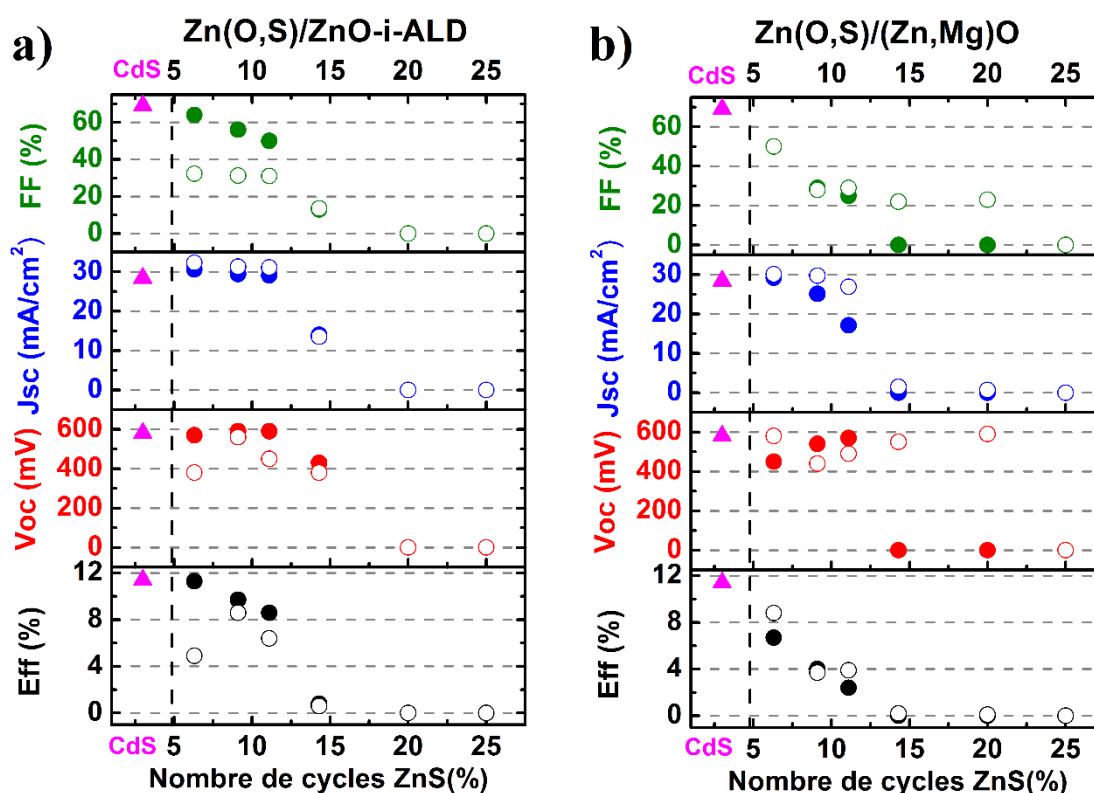 a)
Zn(O,S)/ZnO-i-ALD
CdS 5 10 15 20 25
FF (%)
60
40
20
0
Jsc (mA/cm²)
30
20
10
0
Voc (mV)
600
400
200
0
Eff (%)
12
8
4
0
CdS 5 10 15 20 25
Nombre de cycles ZnS(%)
b)
Zn(O,S)/(Zn,Mg)O
CdS 5 10 15 20 25
FF (%)
60
40
20
0
Jsc (mA/cm²)
30
20
10
0
Voc (mV)
600
400
200
0
Eff (%)
12
8
4
0
CdS 5 10 15 20 25
Nombre de cycles ZnS(%)